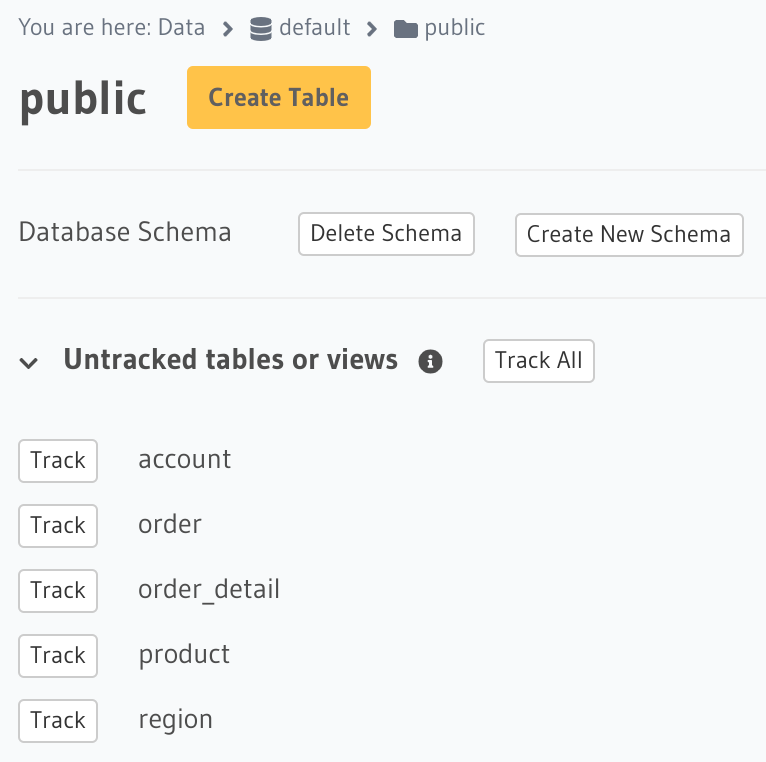 You are here: Data > default > public
public Create Table
Database Schema Delete Schema Create New Schema
Untracked tables or views Track All
Track account
Track order
Track order_detail
Track product
Track region